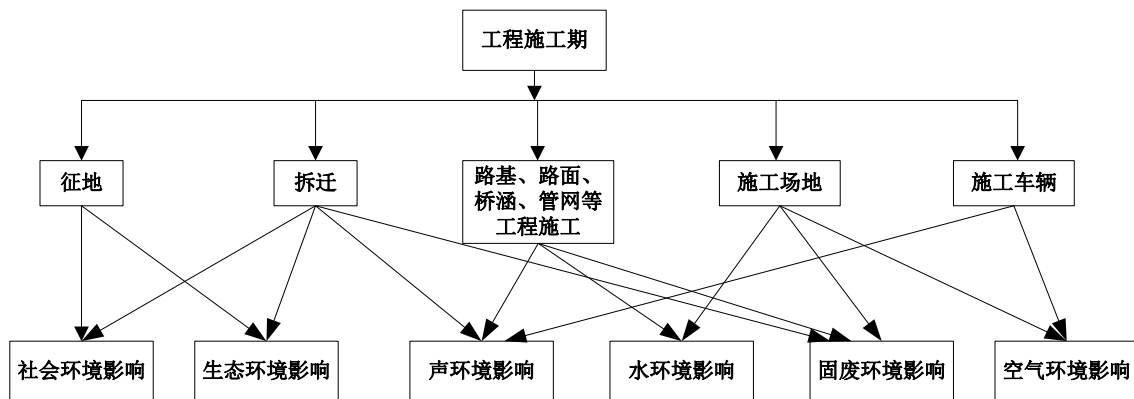 工程施工期
征地
拆迁
路基、路面、
桥涵、管网等
工程施工
施工场地
施工车辆
社会环境影响
生态环境影响
声环境影响
水环境影响
固废环境影响
空气环境影响